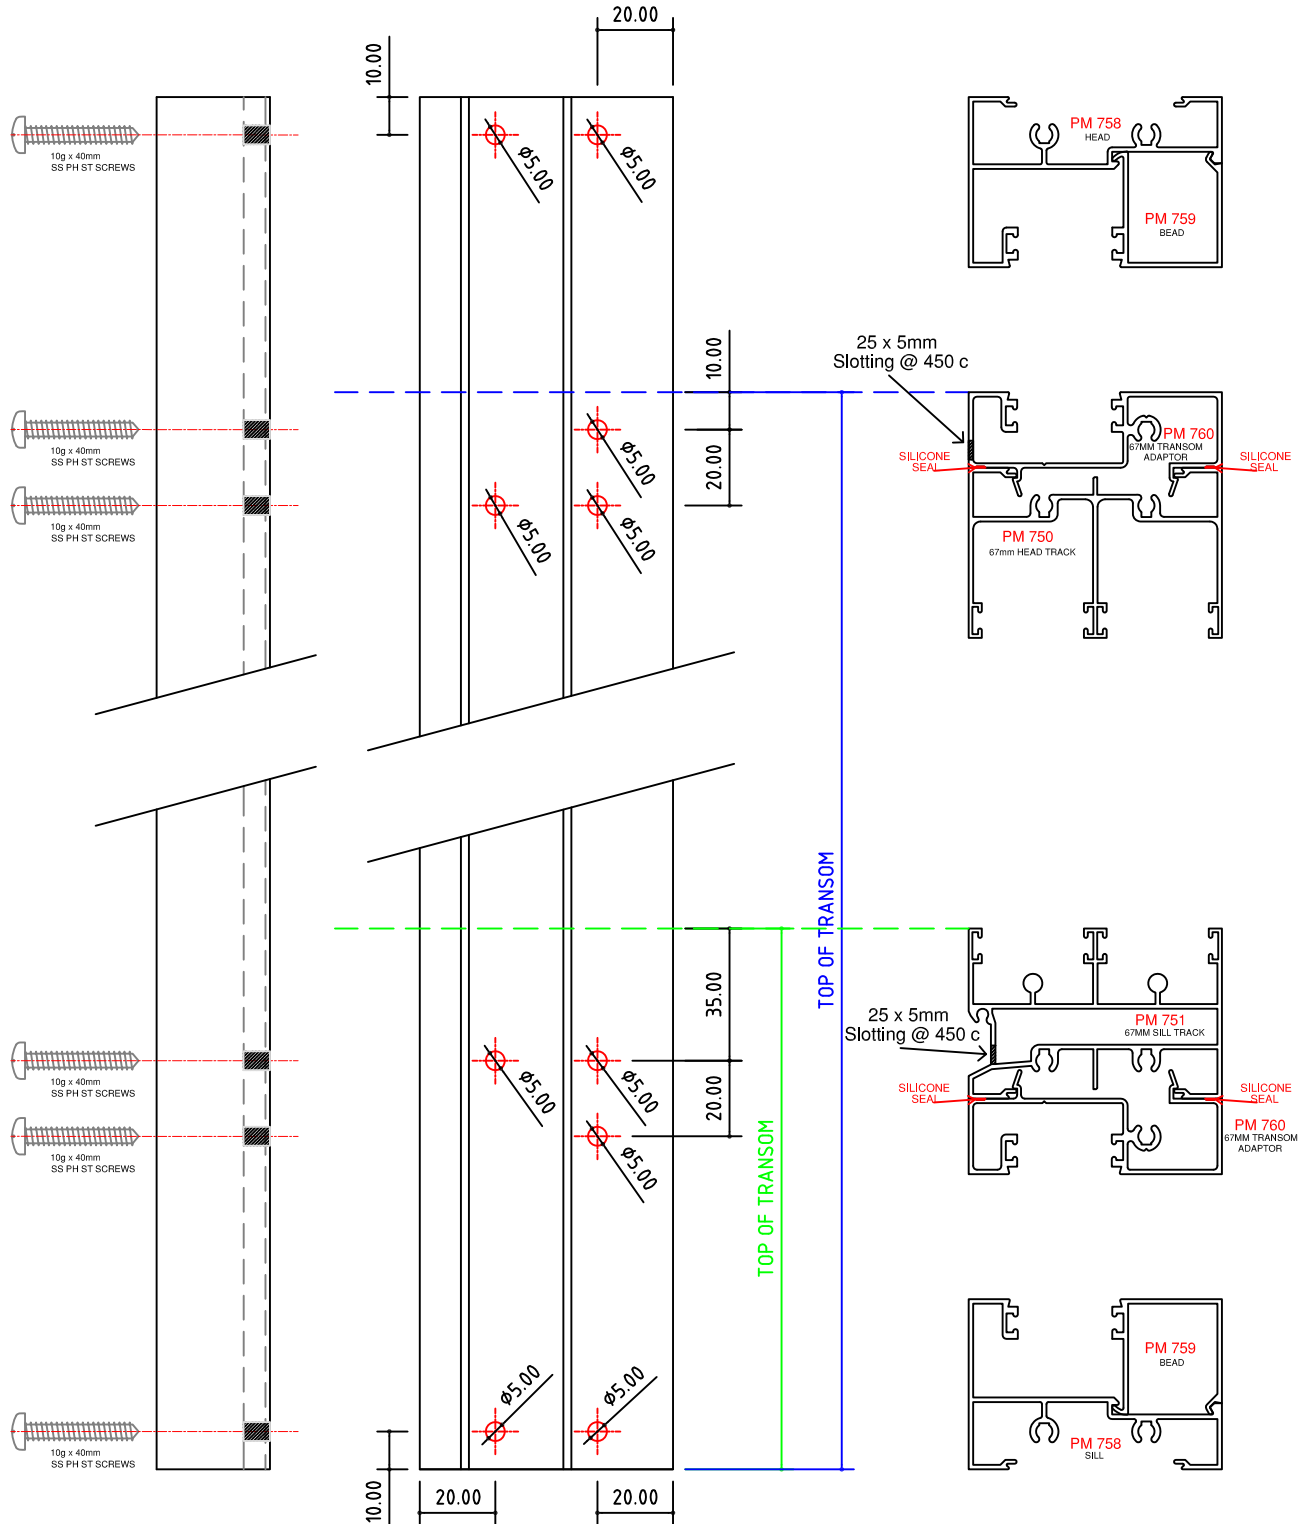 20.00
10.00
10g x 40mm
SS PH ST SCREWS
ø5.00
ø5.00
PM 758
HEAD
PM 759
BEAD
25 x 5mm
Slotting @ 450 c
10.00
20.00
10g x 40mm
SS PH ST SCREWS
ø5.00
PM 760
67MM TRANSOM
ADAPTOR
SILICONE
SEAL
SILICONE
SEAL
10g x 40mm
SS PH ST SCREWS
ø5.00
ø5.00
PM 750
67mm HEAD TRACK
TOP OF TRANSOM
35.00
20.00
25 x 5mm
Slotting @ 450 c
PM 751
67MM SILL TRACK
10g x 40mm
SS PH ST SCREWS
ø5.00
ø5.00
SILICONE
SEAL
SILICONE
SEAL
PM 760
67MM TRANSOM
ADAPTOR
10g x 40mm
SS PH ST SCREWS
ø5.00
TOP OF TRANSOM
PM 759
BEAD
ø5.00
ø5.00
10g x 40mm
SS PH ST SCREWS
PM 758
SILL
10.00
20.00
20.00